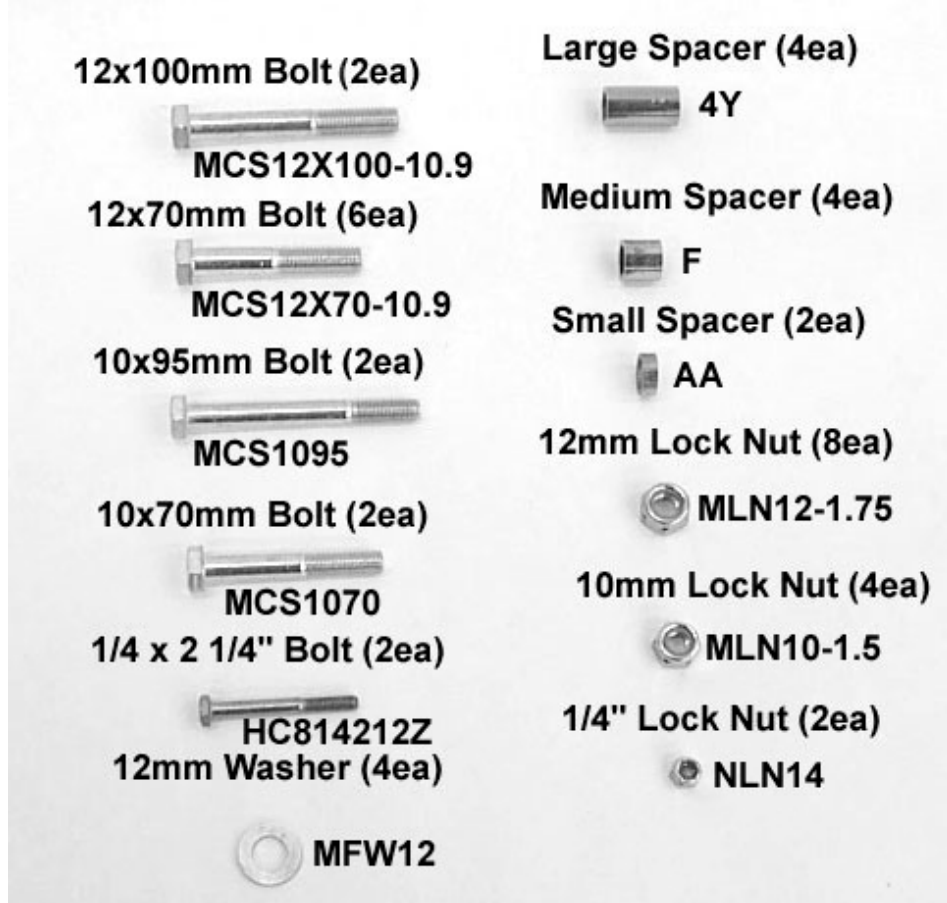 12x100mm Bolt (2ea)
MCS12X100-10.9
12x70mm Bolt (6ea)
MCS12X70-10.9
10x95mm Bolt (2ea)
MCS1095
10x70mm Bolt (2ea)
MCS1070
1/4 x 2 1/4" Bolt (2ea)
HC814212Z
12mm Washer (4ea)
MFW12
Large Spacer (4ea)
4Y
Medium Spacer (4ea)
F
Small Spacer (2ea)
AA
12mm Lock Nut (8ea)
MLN12-1.75
10mm Lock Nut (4ea)
MLN10-1.5
1/4" Lock Nut (2ea)
NLN14